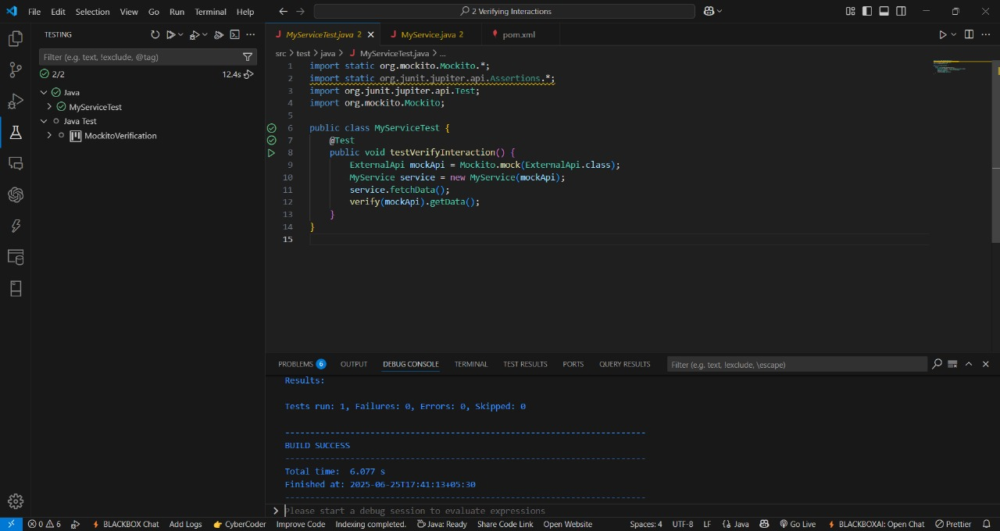 File Edit Selection View Go Run Terminal Help
2 Verifying Interactions
TESTING
Filter (e.g. text, !exclude, @tag)
2/2
12.4s
Java
MyServiceTest
Java Test
MockitoVerification
J MyServiceTest.java 2
J MyService.java 2
pom.xml
src > test > java > J MyServiceTest.java > ...
1 import static org.mockito.Mockito.*;
2 import static org.junit.jupiter.api.Assertions.*;
3 import org.junit.jupiter.api.Test;
4 import org.mockito.Mockito;
5
6 public class MyServiceTest {
7 @Test
8 public void testVerifyInteraction() {
9 ExternalApi mockApi = Mockito.mock(ExternalApi.class);
10 MyService service = new MyService(mockApi);
11 service.fetchData();
12 verify(mockApi).getData();
13 }
14 }
15
PROBLEMS 6 OUTPUT DEBUG CONSOLE TERMINAL TEST RESULTS PORTS QUERY RESULTS
Filter (e.g. text, !exclude, \escape)
Results:
Tests run: 1, Failures: 0, Errors: 0, Skipped: 0
------------------------------------------------------------------------
BUILD SUCCESS
------------------------------------------------------------------------
Total time:  6.077 s
Finished at: 2025-06-25T17:41:13+05:30
------------------------------------------------------------------------
Please start a debug session to evaluate expressions
0 6 BLACKBOX Chat Add Logs CyberCoder Improve Code Indexing completed. Java: Ready Share Code Link Open Website Spaces: 4 UTF-8 LF {} Java Go Live BLACKBOXAI: Open Chat Prettier